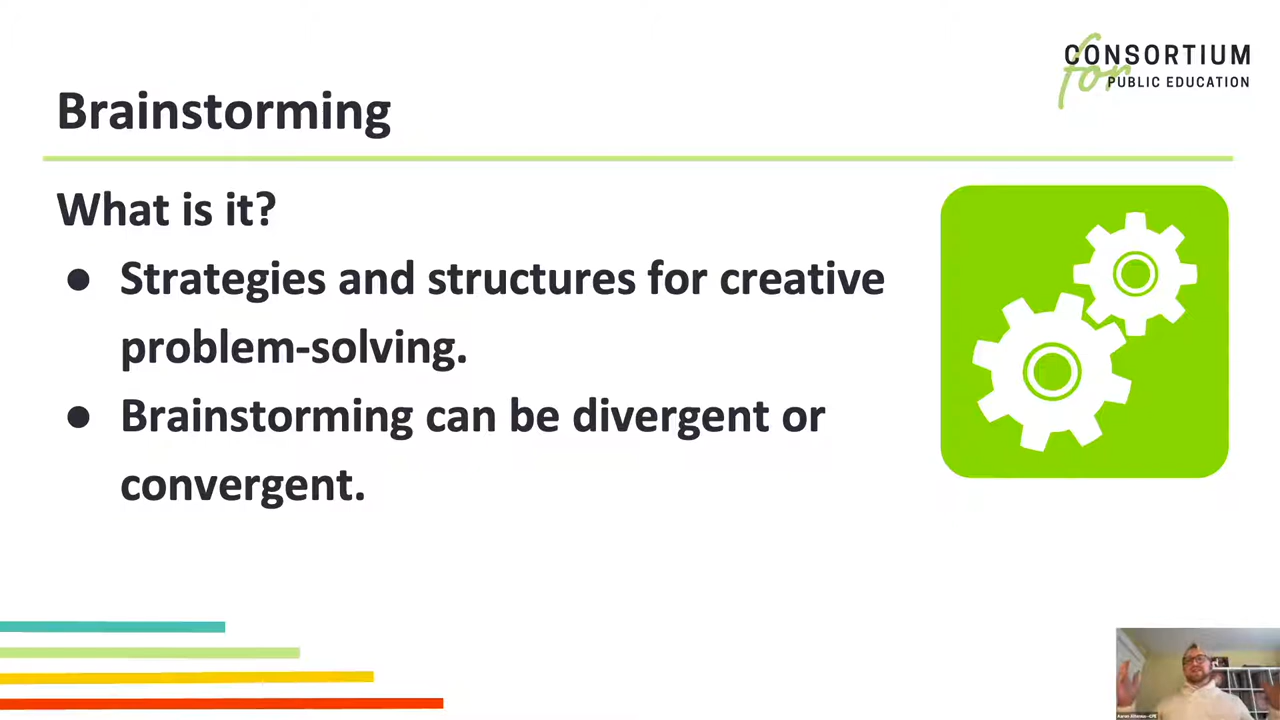 CONSORTIUM
for PUBLIC EDUCATION
Brainstorming
What is it?
● Strategies and structures for creative
problem-solving.
● Brainstorming can be divergent or
convergent.